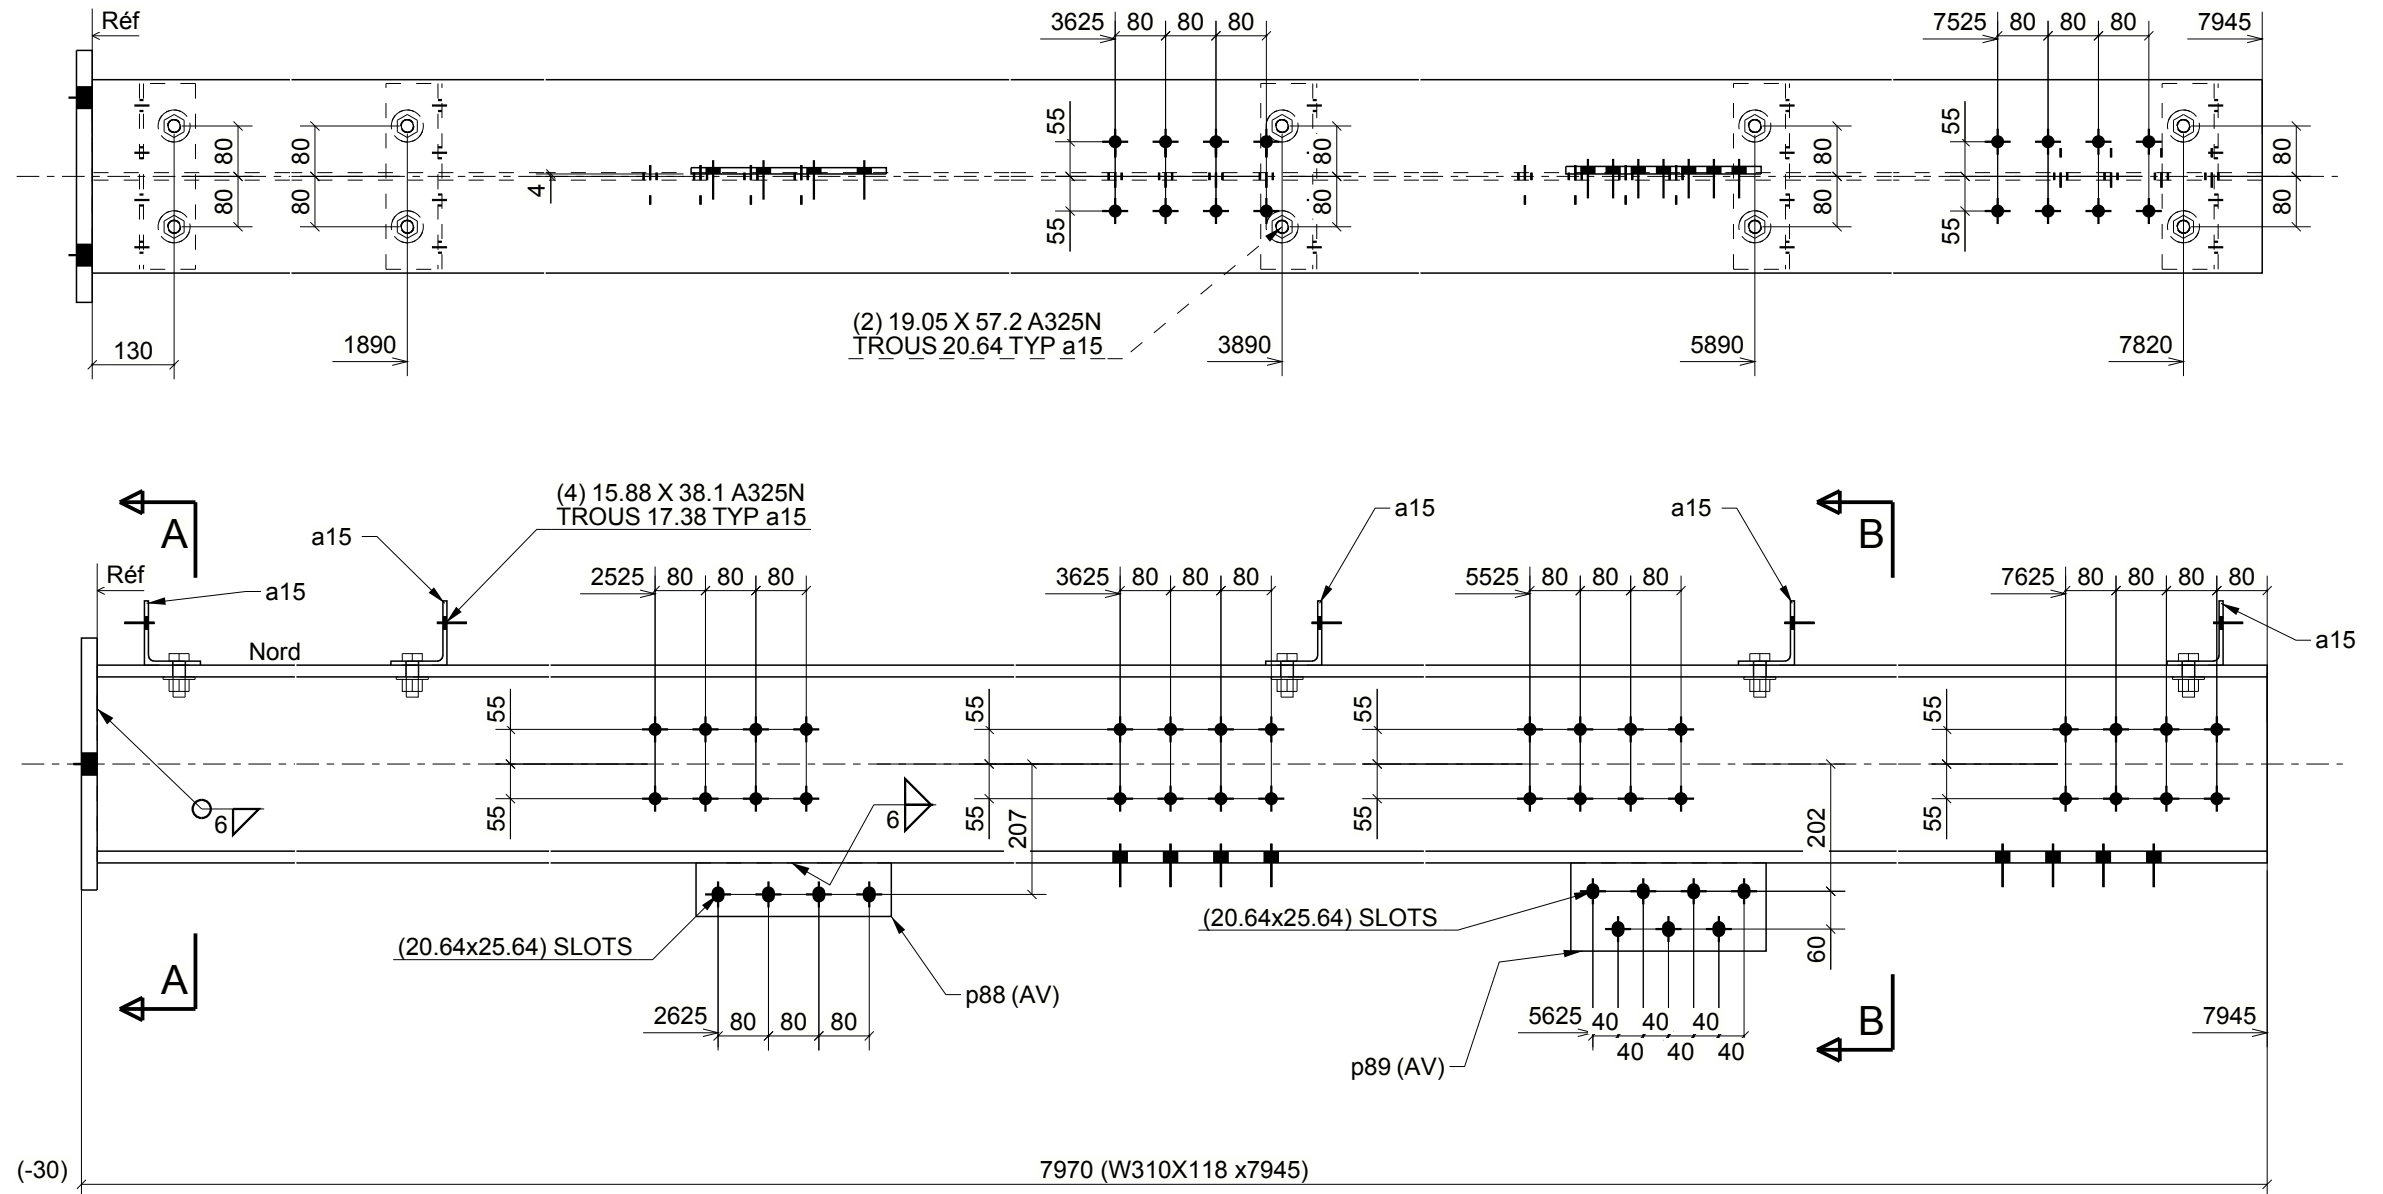 Réf
3625 80 80 80
7525 80 80 80
7945
55
55
80
80
80
80
4
55
55
80
80
80
80
55
55
80
80
(2) 19.05 X 57.2 A325N
TROUS 20.64 TYP a15
130
1890
3890
5890
7820
A
(4) 15.88 X 38.1 A325N
TROUS 17.38 TYP a15
a15
a15
a15
B
Réf
a15
2525 80 80 80
3625 80 80 80
5525 80 80 80
7625 80 80 80 80
a15
Nord
55
55
55
55
55
55
55
55
6
6
207
202
60
(20.64x25.64) SLOTS
(20.64x25.64) SLOTS
A
p88 (AV)
2625 80 80 80
5625 40 40 40
40 40 40
B
7945
p89 (AV)
(-30)
7970 (W310X118 x7945)